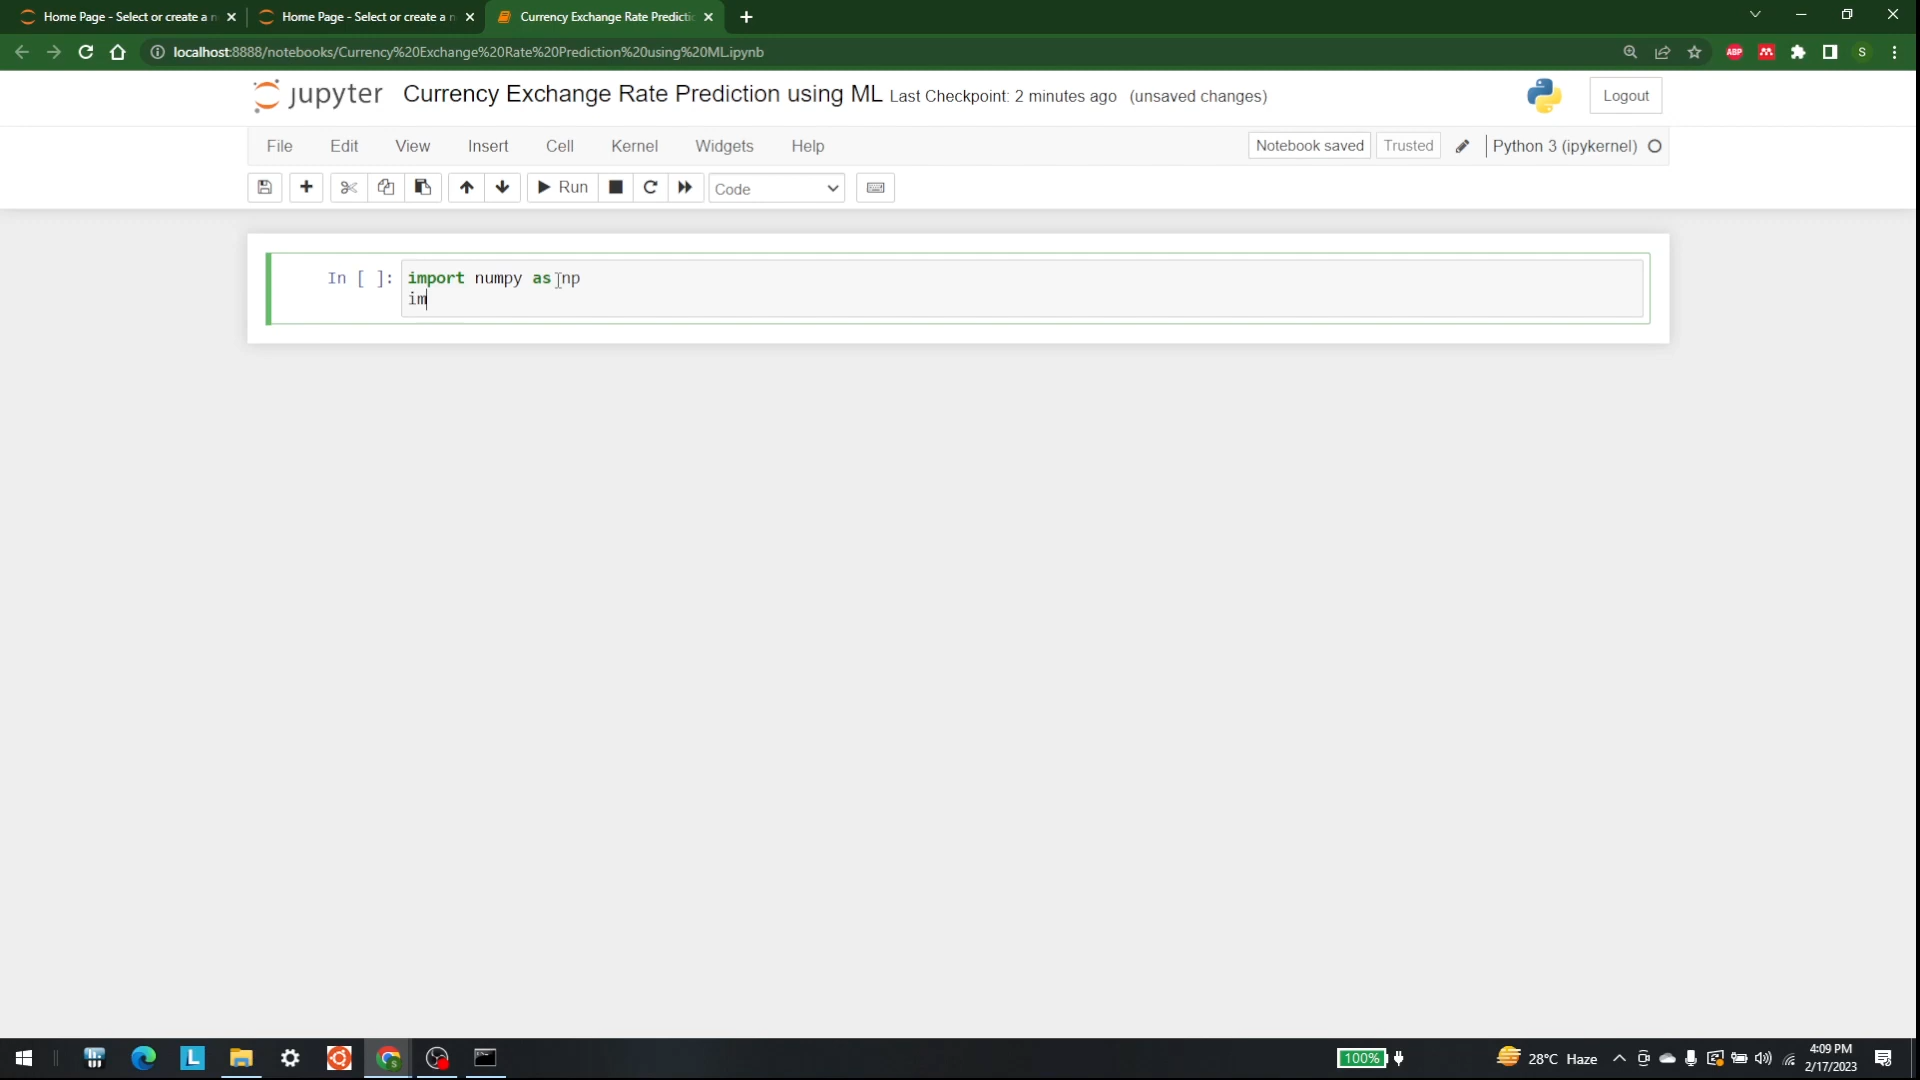 Home Page - Select or create a n
Home Page - Select or create a n
Currency Exchange Rate Predictic
localhost:8888/notebooks/Currency%20Exchange%20Rate%20Prediction%20using%20ML.ipynb
ABP
S
jupyter
Currency Exchange Rate Prediction using ML
Last Checkpoint: 2 minutes ago
(unsaved changes)
Logout
File
Edit
View
Insert
Cell
Kernel
Widgets
Help
Notebook saved
Trusted
Python 3 (ipykernel)
Run
Code
In [ ]:
import numpy as np
im
L
100%
28°C Haze
4:09 PM
2/17/2023